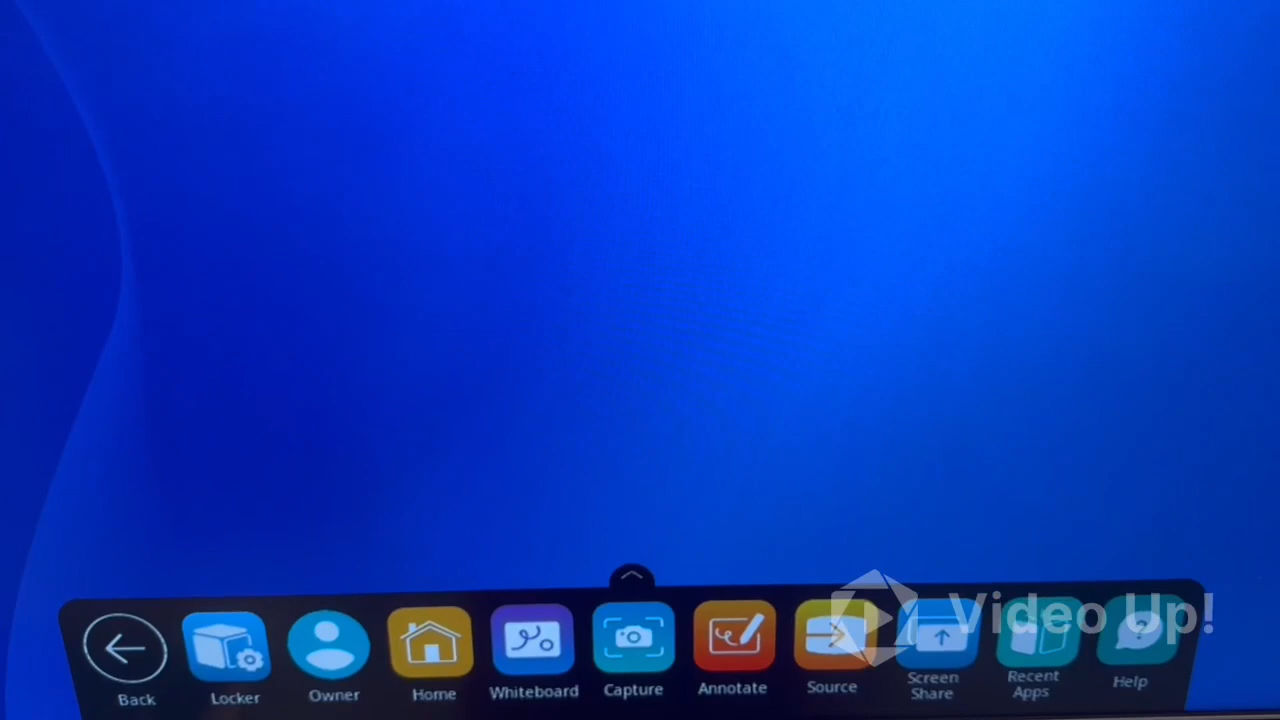 Video Up!
Back
Locker
Owner
Home
Whiteboard
Capture
Annotate
Source
Screen
Share
Recent
Apps
Help